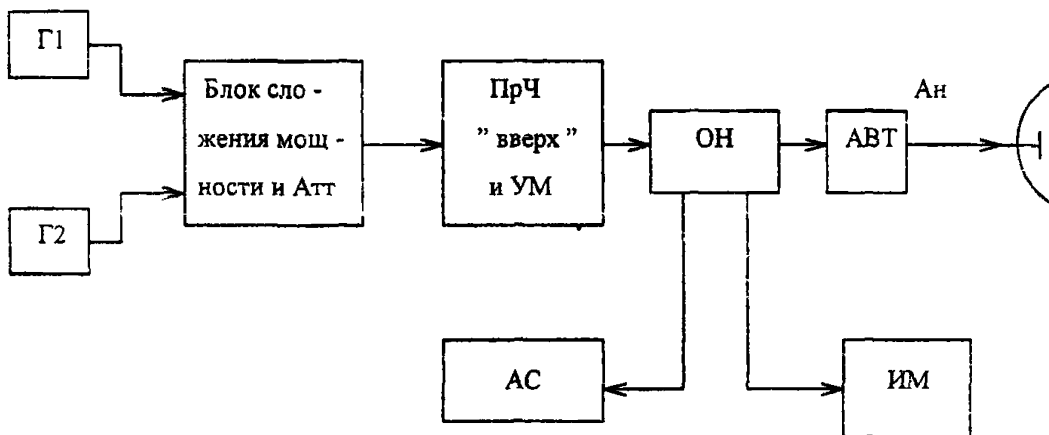 Г1
Блок сло -
жения мощ -
ности и Атт
Г2
ПрЧ
" вверх "
и УМ
ОН
АВТ
Ан
АС
ИМ